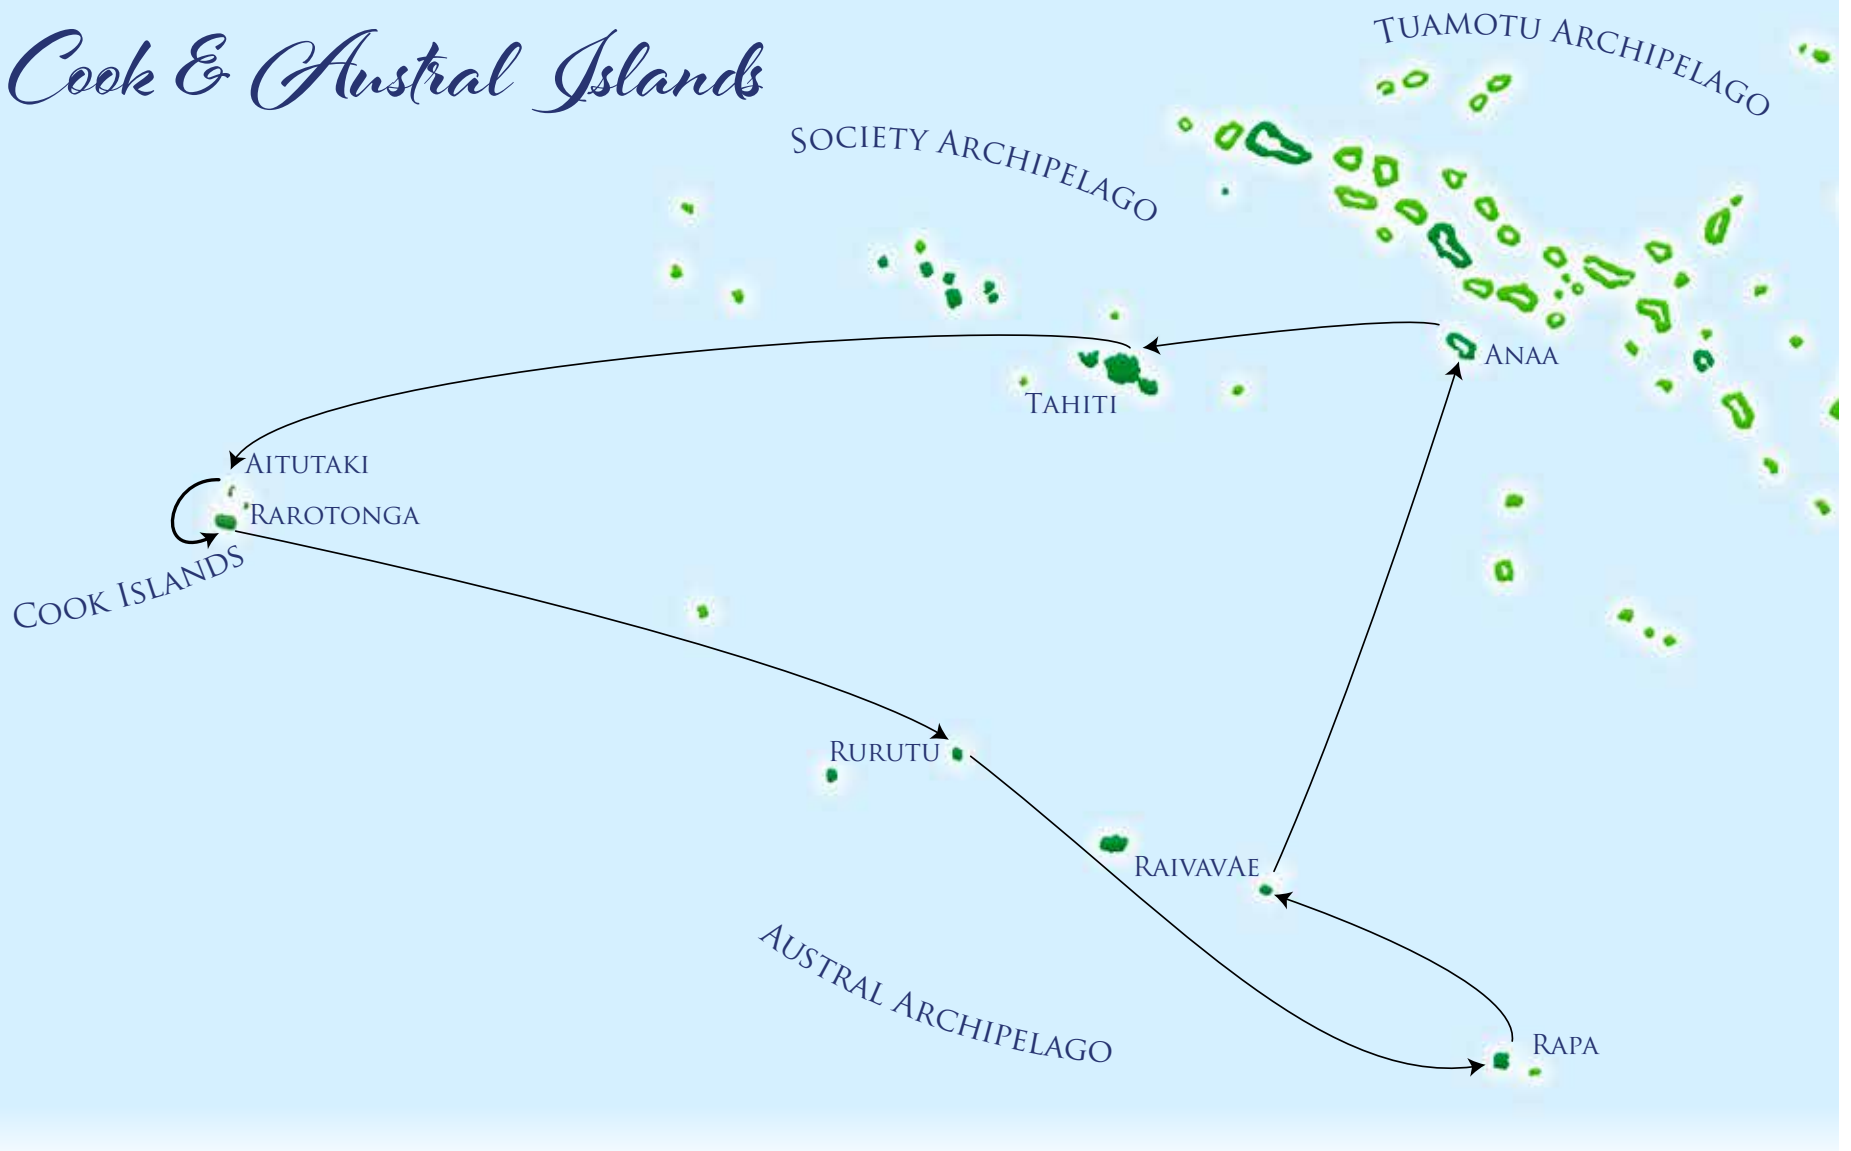 Cook & Austral Islands
Tuamotu Archipelago
Society Archipelago
Anaa
Tahiti
Aitutaki
Rarotonga
Cook Islands
Rurutu
RaivavAe
Austral Archipelago
Rapa